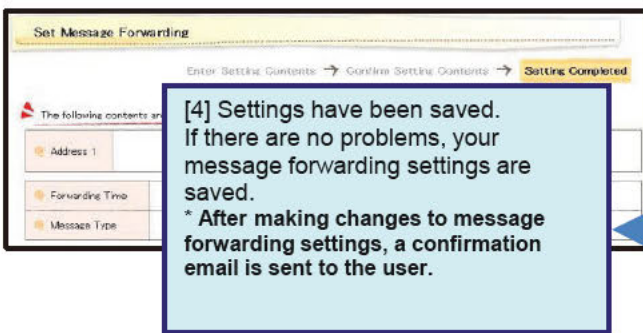 Set Message Forwarding
Enter Setting Contents → Confirm Setting Contents → Setting Completed
The following contents are
Address 1
Forwarding Time
Message Type
[4] Settings have been saved.
If there are no problems, your
message forwarding settings are
saved.
* After making changes to message
forwarding settings, a confirmation
email is sent to the user.